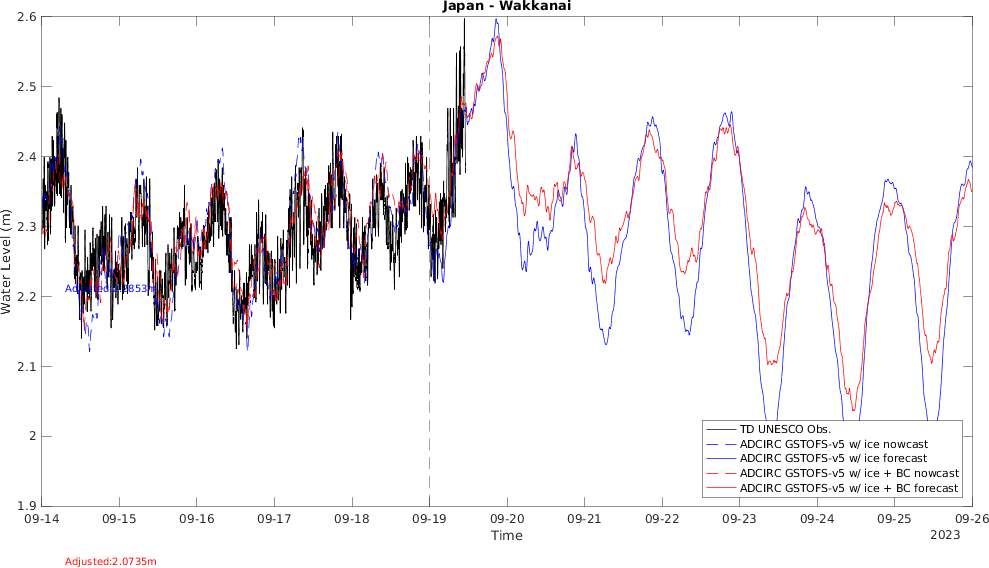 Japan - Wakkanai
Water Level (m)
2.6
2.5
2.4
2.3
2.2
2.1
2
1.9
TD UNESCO Obs.
ADCIRC GSTOFS-v5 w/ ice nowcast
ADCIRC GSTOFS-v5 w/ ice forecast
ADCIRC GSTOFS-v5 w/ ice + BC nowcast
ADCIRC GSTOFS-v5 w/ ice + BC forecast
09-14 09-15 09-16 09-17 09-18 09-19 09-20 09-21 09-22 09-23 09-24 09-25 09-26
Time
2023
Adjusted:2.0735m